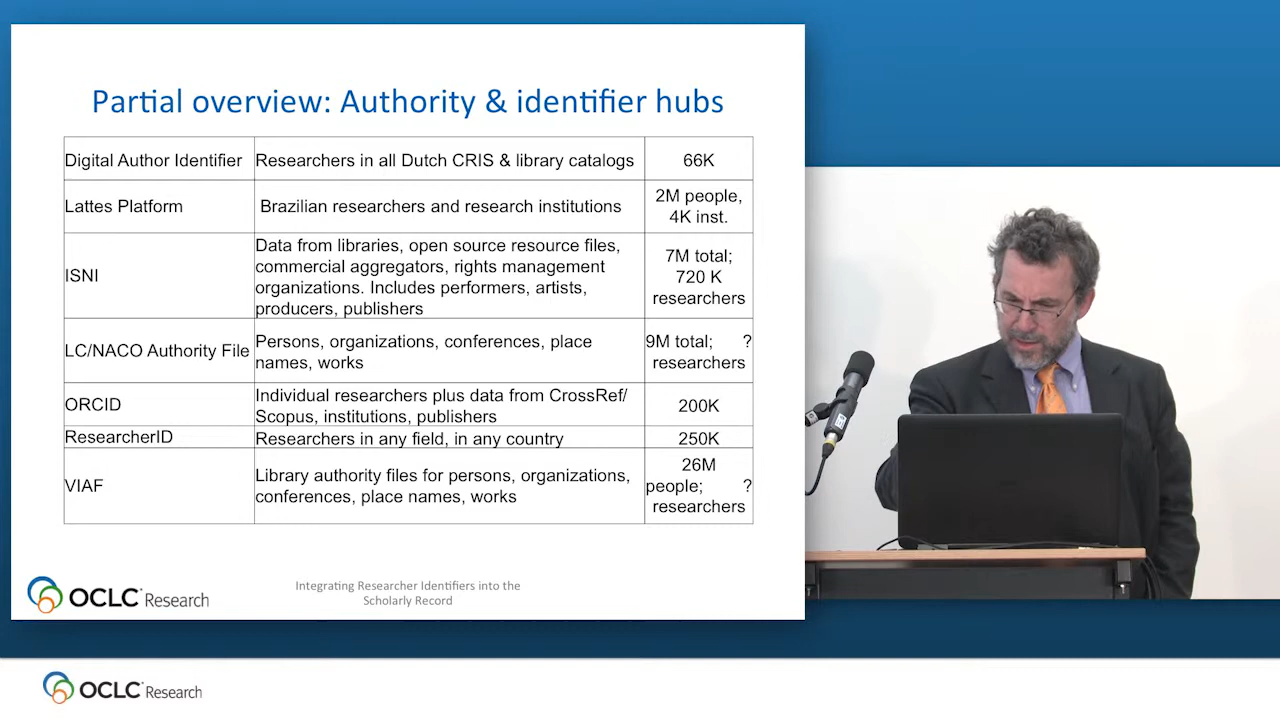 Partial overview: Authority & identifier hubs
Digital Author Identifier
Researchers in all Dutch CRIS & library catalogs
66K
Lattes Platform
Brazilian researchers and research institutions
2M people,
4K inst.
ISNI
Data from libraries, open source resource files,
commercial aggregators, rights management
organizations. Includes performers, artists,
producers, publishers
7M total;
720 K
researchers
LC/NACO Authority File
Persons, organizations, conferences, place
names, works
9M total; ?
researchers
ORCID
Individual researchers plus data from CrossRef/
Scopus, institutions, publishers
200K
ResearcherID
Researchers in any field, in any country
250K
VIAF
Library authority files for persons, organizations,
conferences, place names, works
26M
people; ?
researchers
OCLC Research
Integrating Researcher Identifiers into the
Scholarly Record
OCLC Research